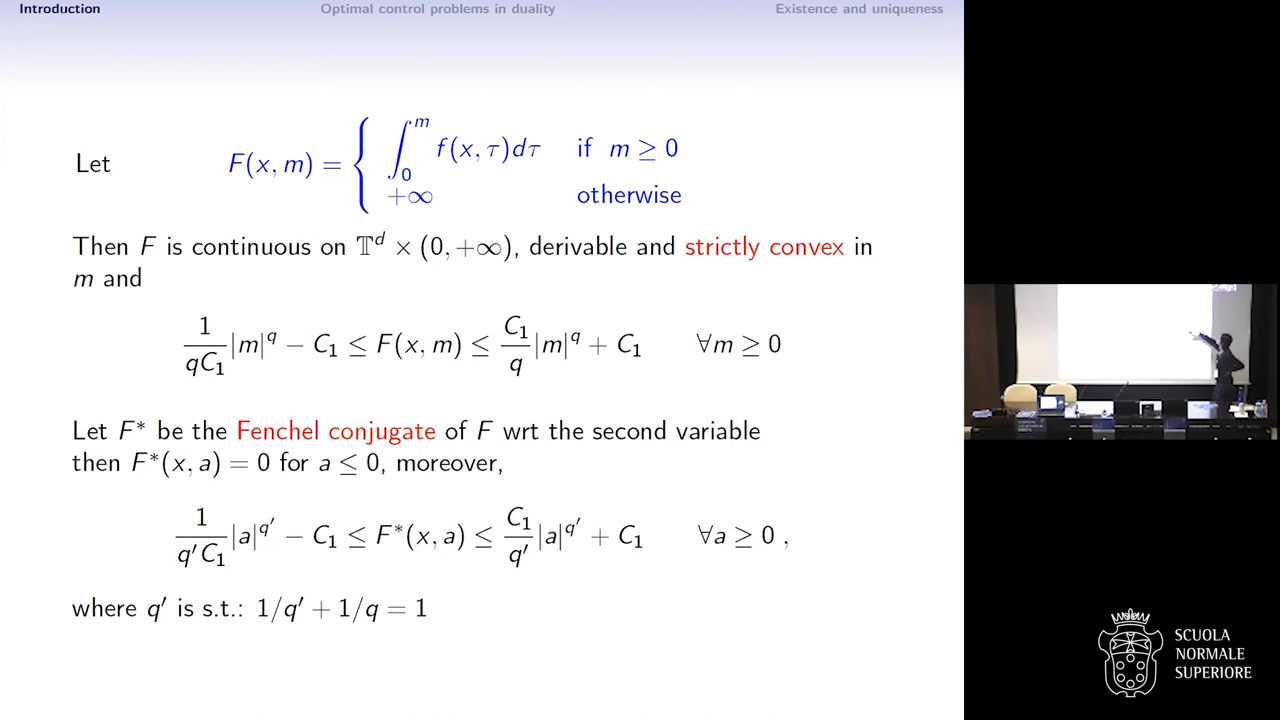 Introduction Optimal control problems in duality Existence and uniqueness
Let F(x, m) = { ∫₀ᵐ f(x, τ)dτ if m ≥ 0
+∞ otherwise
Then F is continuous on 𝕋ᵈ × (0, +∞), derivable and strictly convex in
m and
1/(qC₁) |m|^q − C₁ ≤ F(x, m) ≤ C₁/q |m|^q + C₁ ∀m ≥ 0
Let F* be the Fenchel conjugate of F wrt the second variable
then F*(x, a) = 0 for a ≤ 0, moreover,
1/(q′C₁) |a|^q′ − C₁ ≤ F*(x, a) ≤ C₁/q′ |a|^q′ + C₁ ∀a ≥ 0 ,
where q′ is s.t.: 1/q′ + 1/q = 1
SCUOLA
NORMALE
SUPERIORE